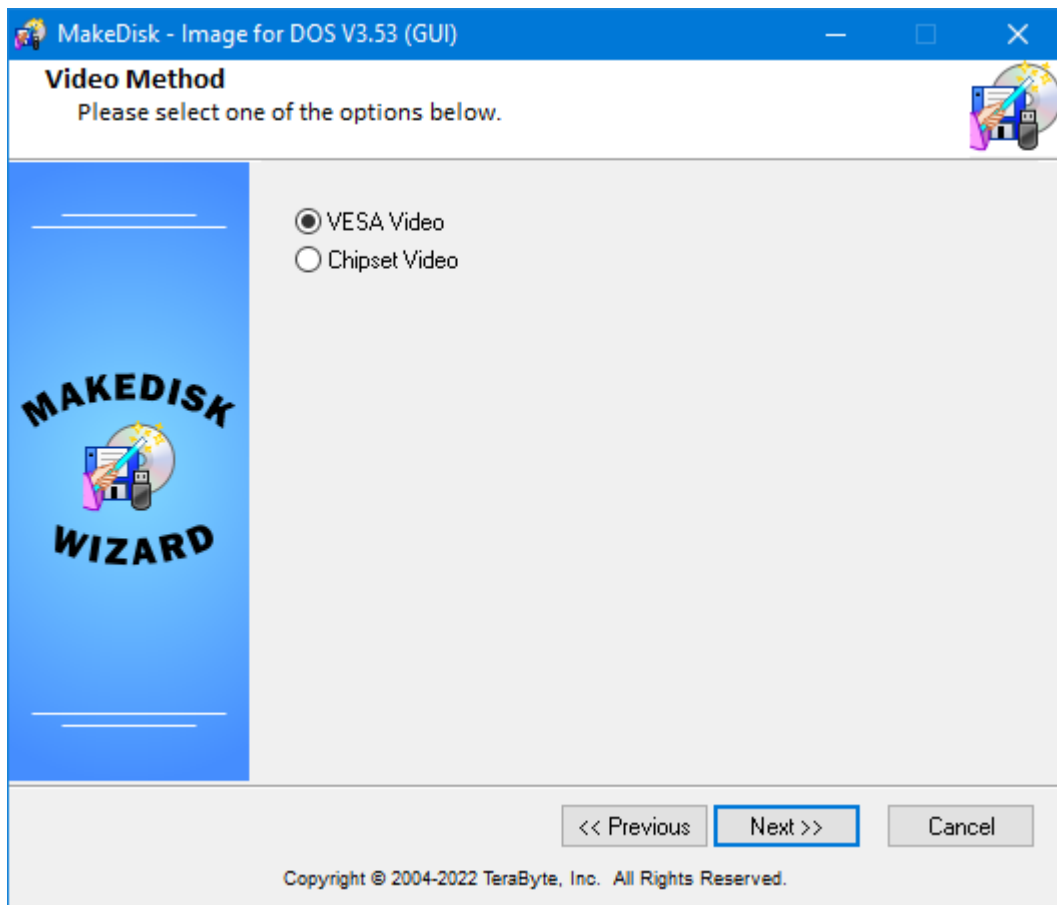 MakeDisk - Image for DOS V3.53 (GUI)
Video Method
Please select one of the options below.
VESA Video
Chipset Video
MAKEDISK
WIZARD
<< Previous
Next >>
Cancel
Copyright © 2004-2022 TeraByte, Inc. All Rights Reserved.